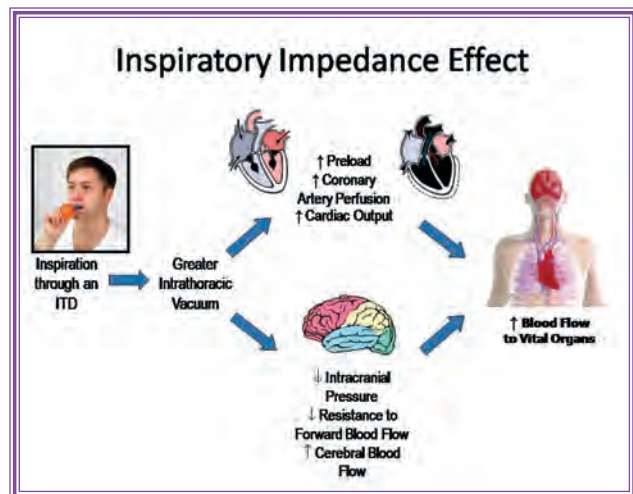 Inspiratory Impedance Effect
Inspiration
through an
ITD
Greater
Intrathoracic
Vacuum
↑ Preload
↑ Coronary
Artery Perfusion
↑ Cardiac Output
↓ Intracranial
Pressure
↓ Resistance to
Forward Blood Flow
↑ Cerebral Blood
Flow
↑ Blood Flow
to Vital Organs